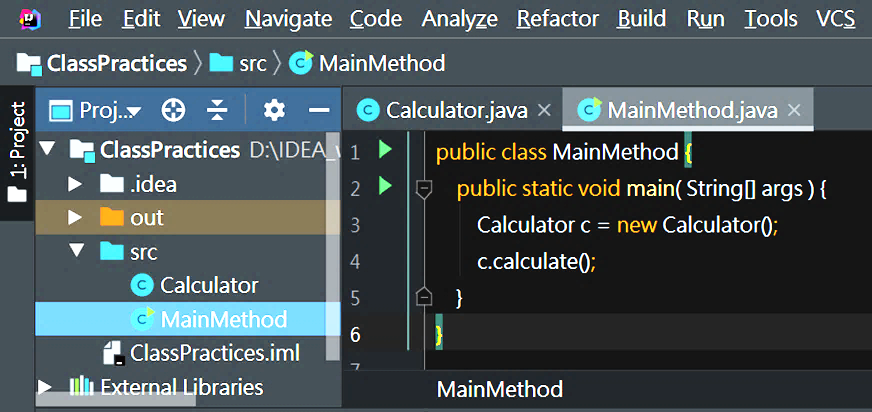 File Edit View Navigate Code Analyze Refactor Build Run Tools VCS
ClassPractices src MainMethod
1: Project
Proj...
Calculator.java
MainMethod.java
ClassPractices D:\IDEA_
.idea
out
src
Calculator
MainMethod
ClassPractices.iml
External Libraries
1 public class MainMethod {
2 public static void main( String[] args ) {
3 Calculator c = new Calculator();
4 c.calculate();
5 }
6 }
7
MainMethod